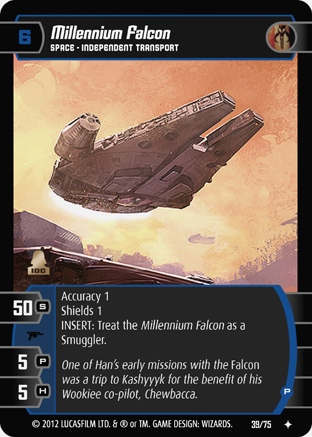 6
Millennium Falcon
SPACE - INDEPENDENT TRANSPORT
IDC
50 S
Accuracy 1
Shields 1
INSERT: Treat the Millennium Falcon as a
Smuggler.
5 P
5 H
One of Han's early missions with the Falcon
was a trip to Kashyyyk for the benefit of his
Wookiee co-pilot, Chewbacca.
P
© 2012 LUCASFILM LTD. & ® or TM. GAME DESIGN: WIZARDS.
39/75